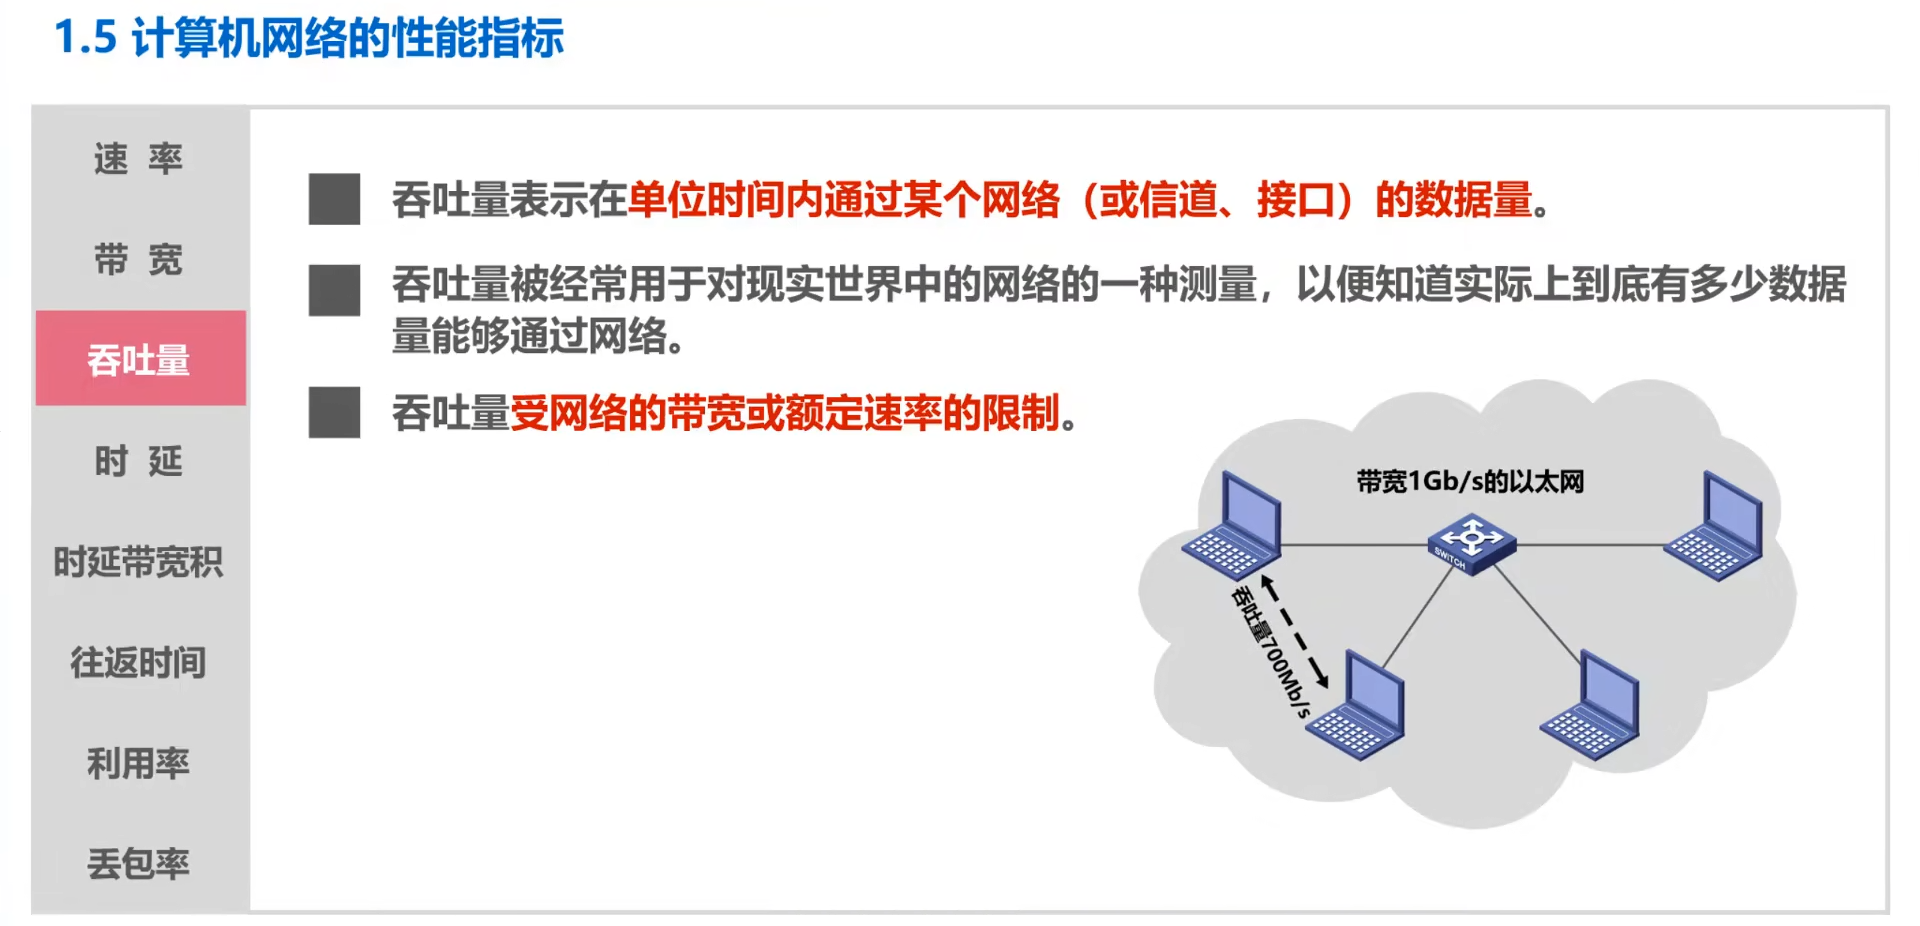 1.5 计算机网络的性能指标
速 率
带 宽
吞吐量
时 延
时延带宽积
往返时间
利用率
丢包率
吞吐量表示在单位时间内通过某个网络（或信道、接口）的数据量。
吞吐量被经常用于对现实世界中的网络的一种测量，以便知道实际上到底有多少数据
量能够通过网络。
吞吐量受网络的带宽或额定速率的限制。
带宽1Gb/s的以太网
SWITCH
吞吐量700Mb/s